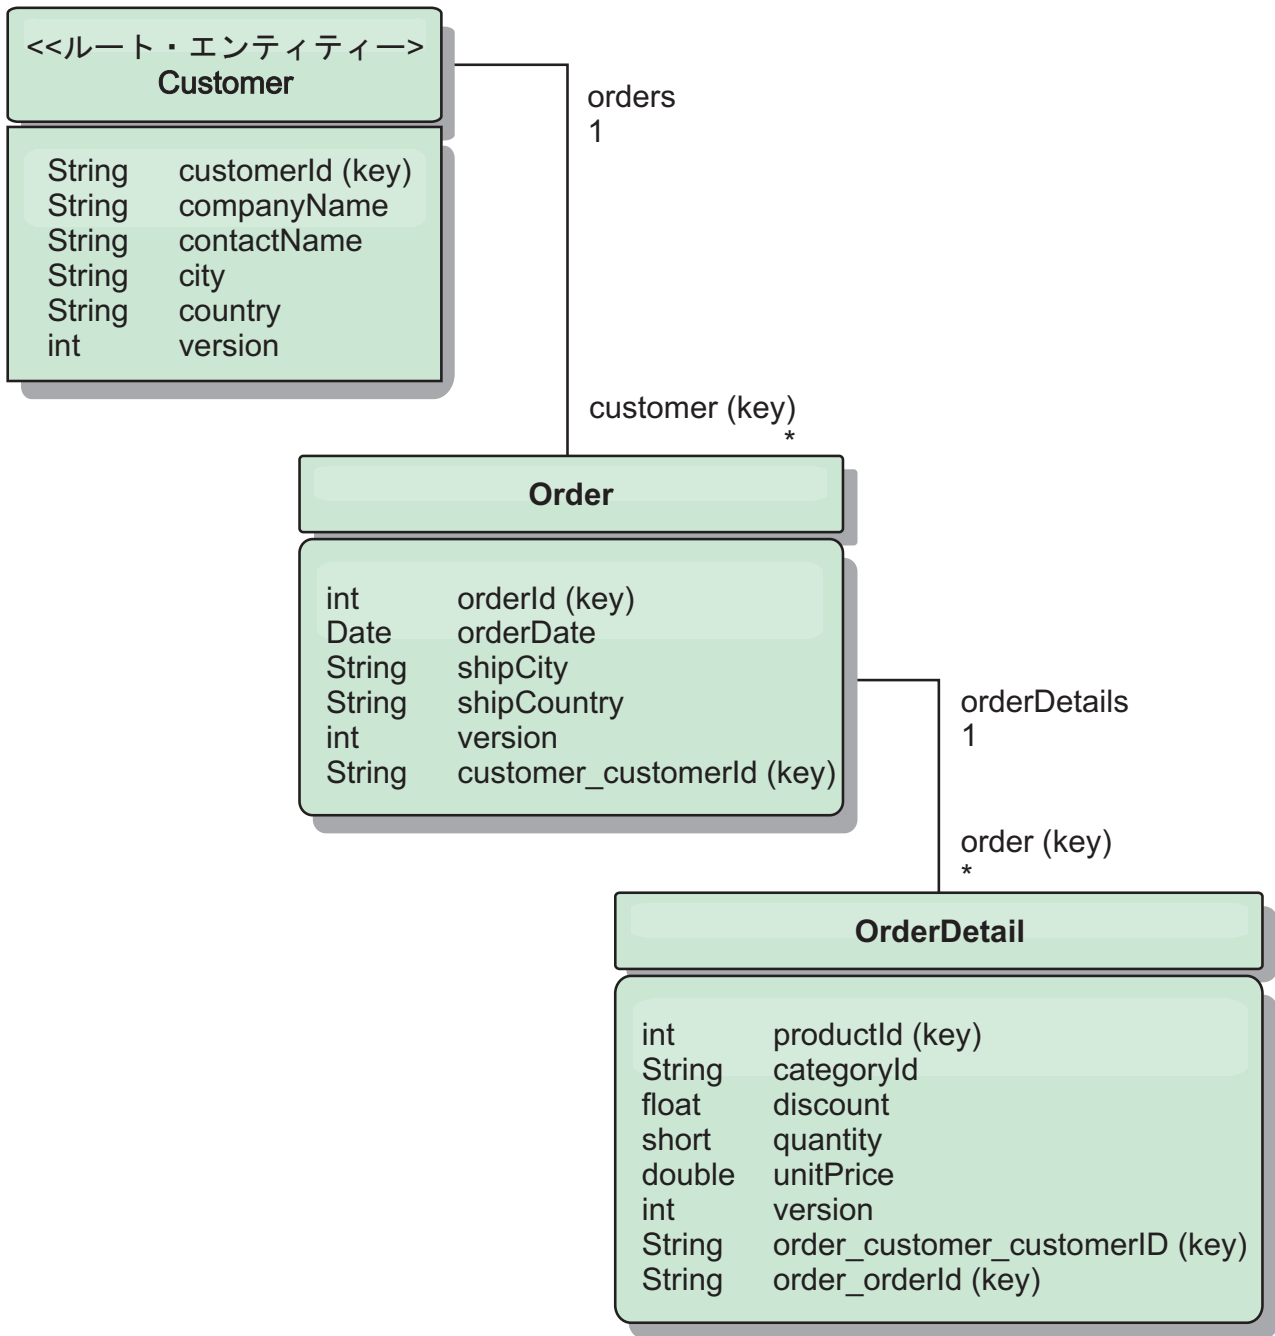 <<ルート・エンティティー>
Customer
String customerId (key)
String companyName
String contactName
String city
String country
int version
orders
1
customer (key)
*
Order
int orderId (key)
Date orderDate
String shipCity
String shipCountry
int version
String customer_customerId (key)
orderDetails
1
order (key)
*
OrderDetail
int productId (key)
String categoryId
float discount
short quantity
double unitPrice
int version
String order_customer_customerID (key)
String order_orderId (key)